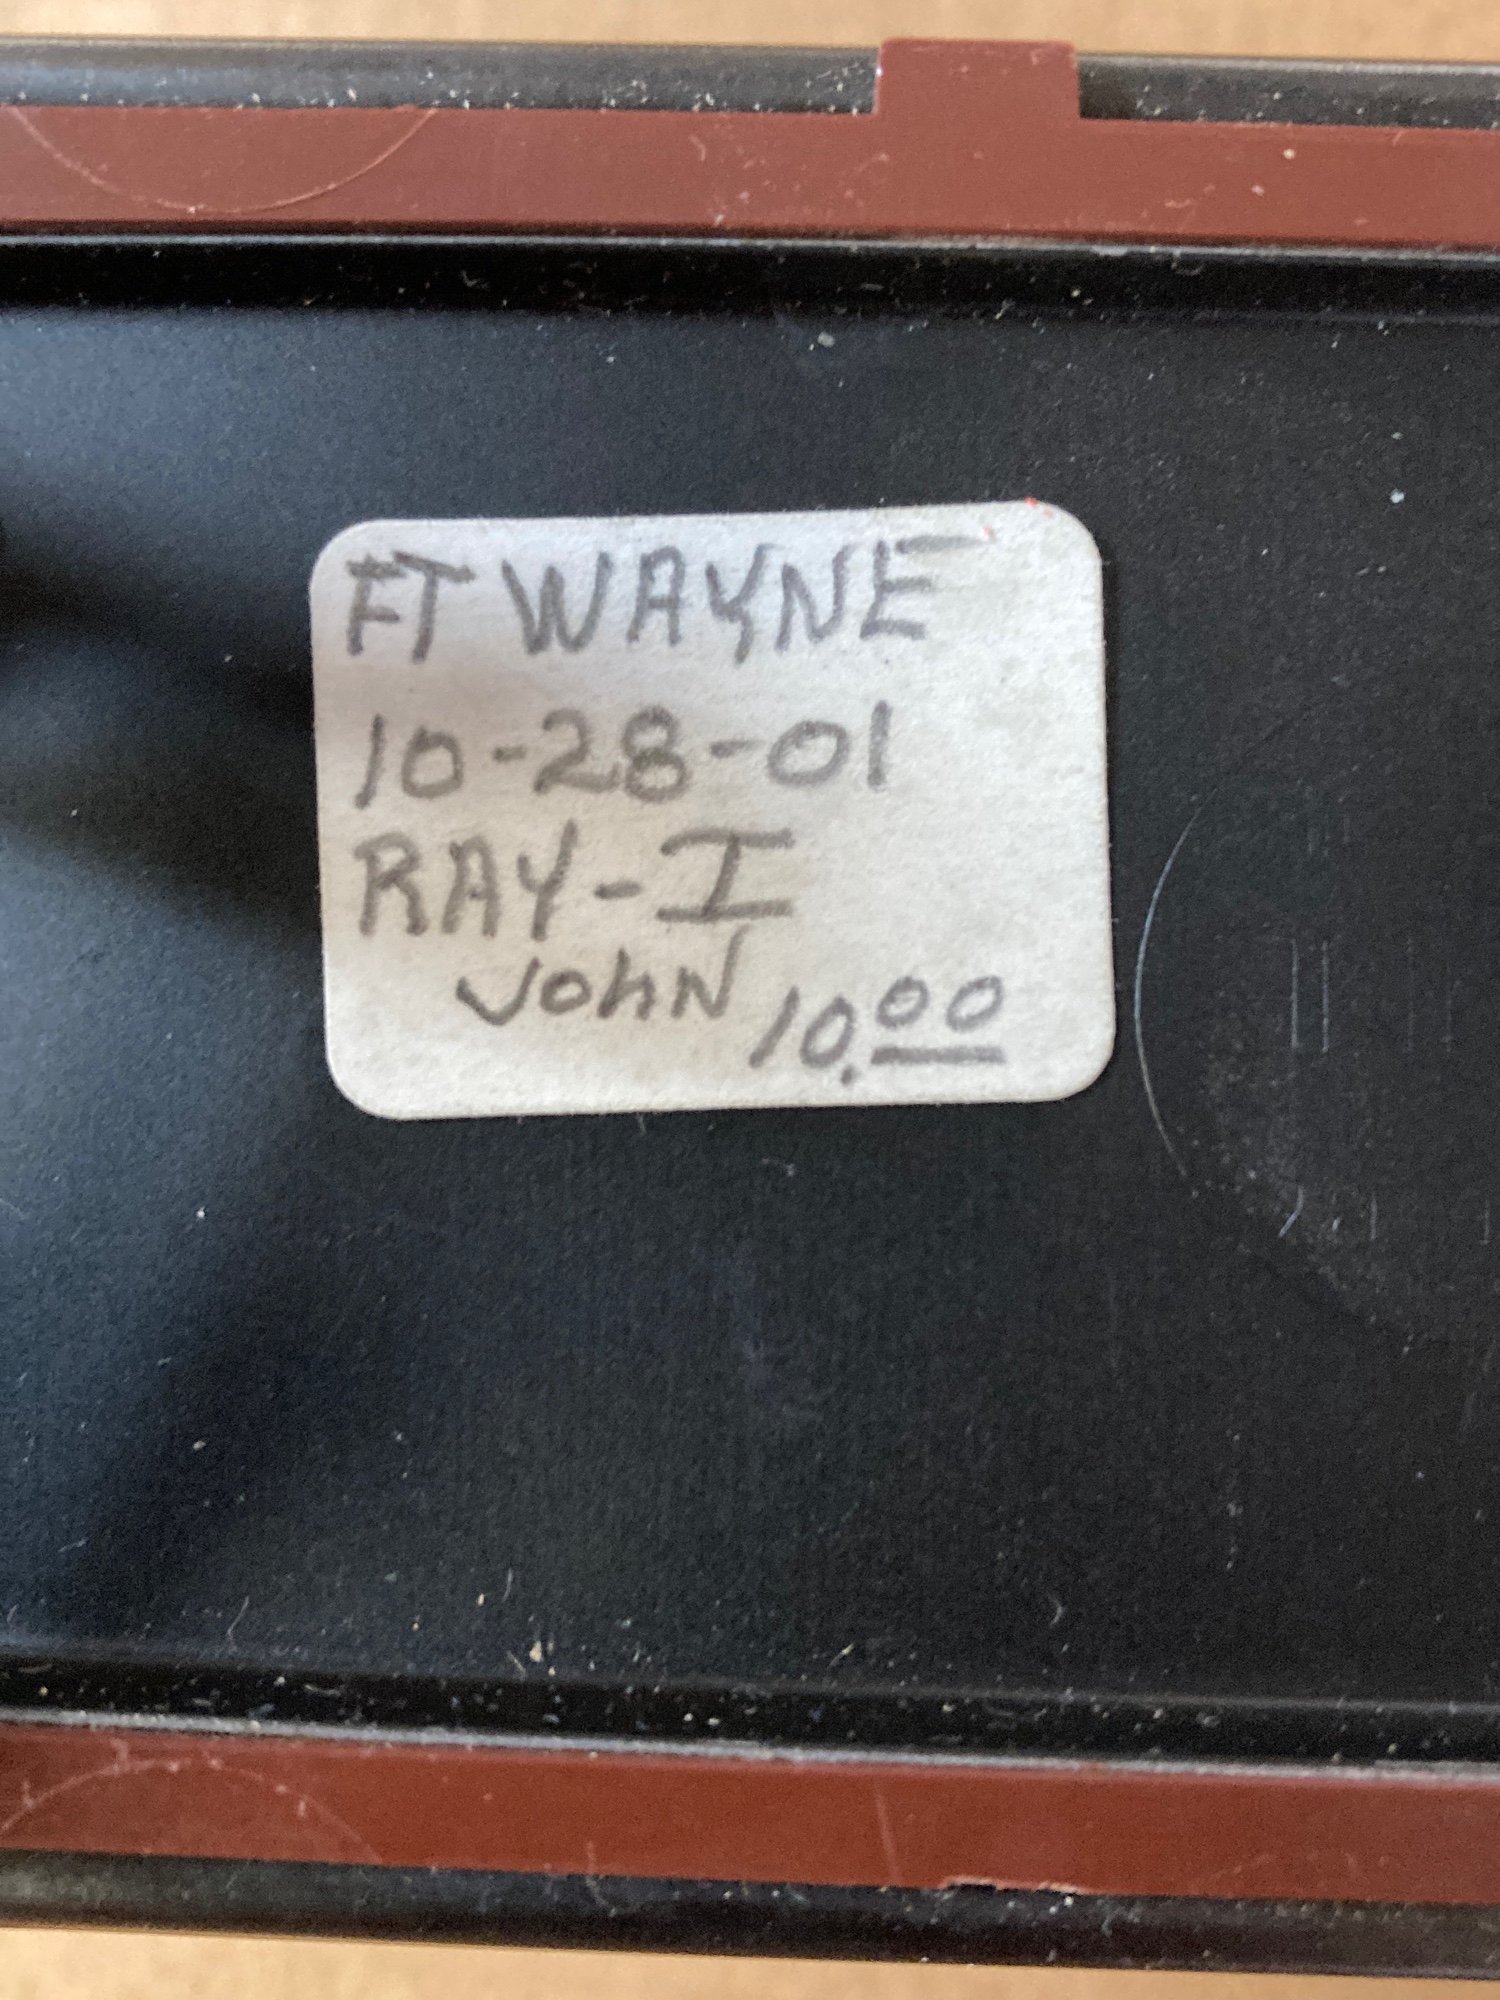 FT WAYNE
10-28-01
RAY-I
JOHN 10.00